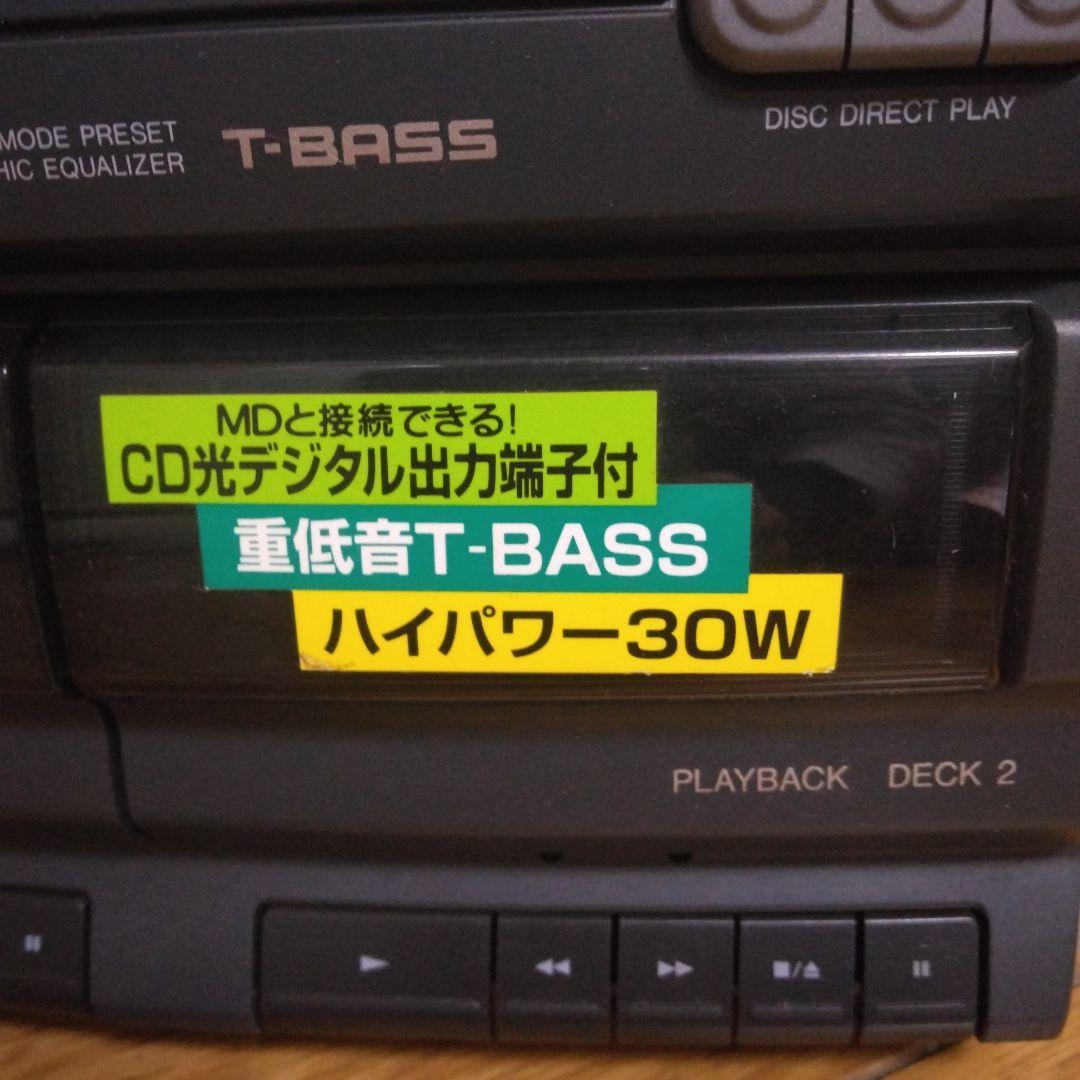 MODE PRESET
HIC EQUALIZER
T-BASS
DISC DIRECT PLAY
MDと接続できる!
CD光デジタル出力端子付
重低音T-BASS
ハイパワー30W
PLAYBACK DECK 2